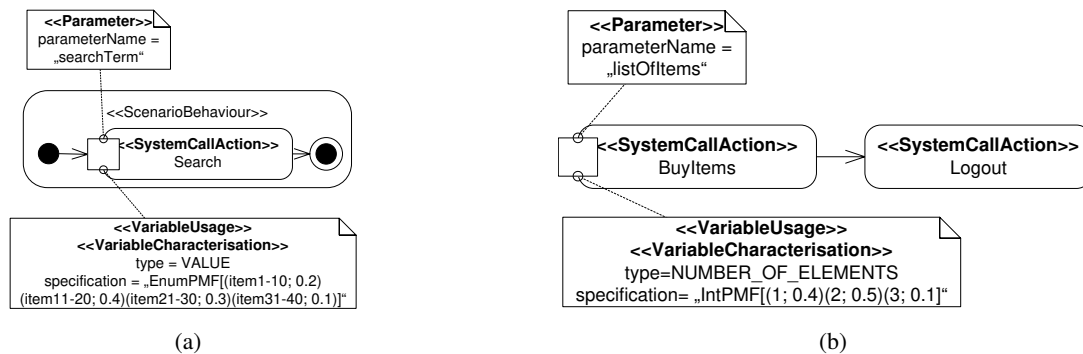 <<Parameter>>
parameterName =
„searchTerm“
<<ScenarioBehaviour>>
<<SystemCallAction>>
Search
<<VariableUsage>>
<<VariableCharacterisation>>
type = VALUE
specification = „EnumPMF[(item1-10; 0.2)
(item11-20; 0.4)(item21-30; 0.3)(item31-40; 0.1)]“
(a)
<<Parameter>>
parameterName =
„listOfItems“
<<SystemCallAction>>
BuyItems
<<SystemCallAction>>
Logout
<<VariableUsage>>
<<VariableCharacterisation>>
type=NUMBER_OF_ELEMENTS
specification= „IntPMF[(1; 0.4)(2; 0.5)(3; 0.1]“
(b)